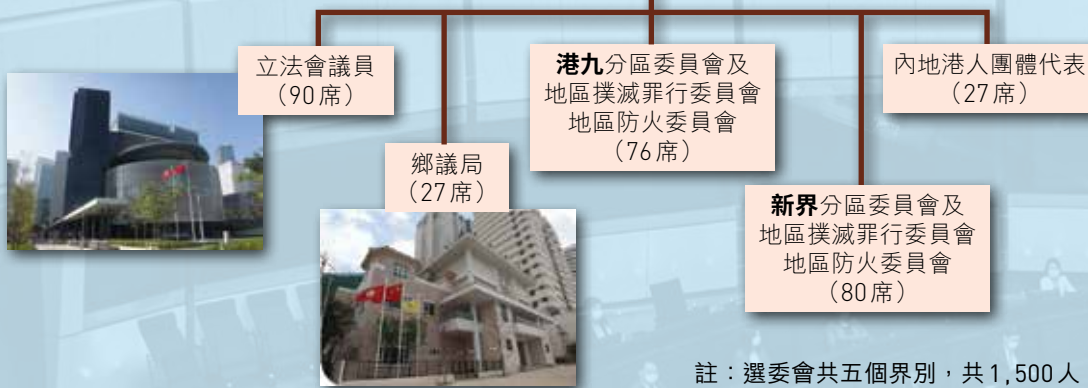 立法會議員
（90席）
鄉議局
（27席）
港九分區委員會及
地區撲滅罪行委員會
地區防火委員會
（76席）
新界分區委員會及
地區撲滅罪行委員會
地區防火委員會
（80席）
內地港人團體代表
（27席）
註：選委會共五個界別，共1,500人